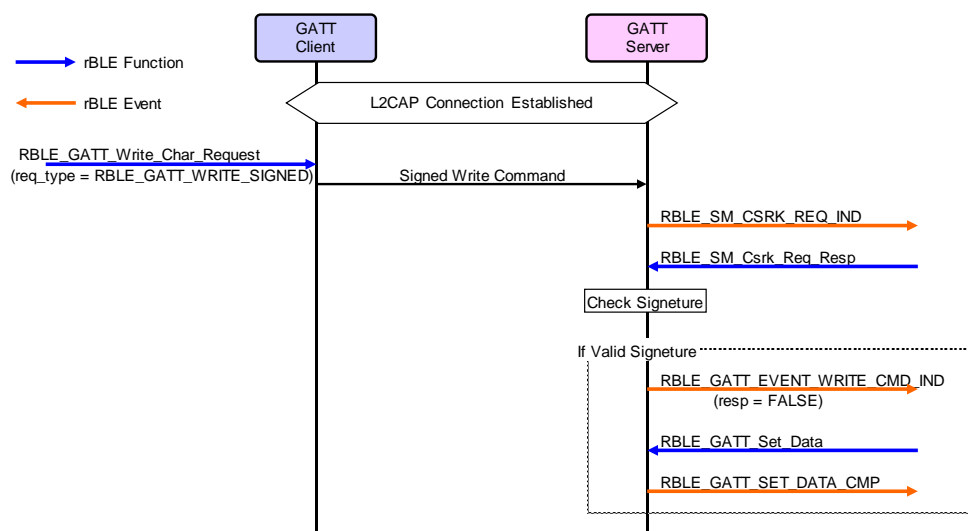 GATT
Client
GATT
Server
rBLE Function
rBLE Event
L2CAP Connection Established
RBLE_GATT_Write_Char_Request
(req_type = RBLE_GATT_WRITE_SIGNED)
Signed Write Command
RBLE_SM_CSRK_REQ_IND
RBLE_SM_Csrk_Req_Resp
Check Signeture
If Valid Signeture
RBLE_GATT_EVENT_WRITE_CMD_IND
(resp = FALSE)
RBLE_GATT_Set_Data
RBLE_GATT_SET_DATA_CMP